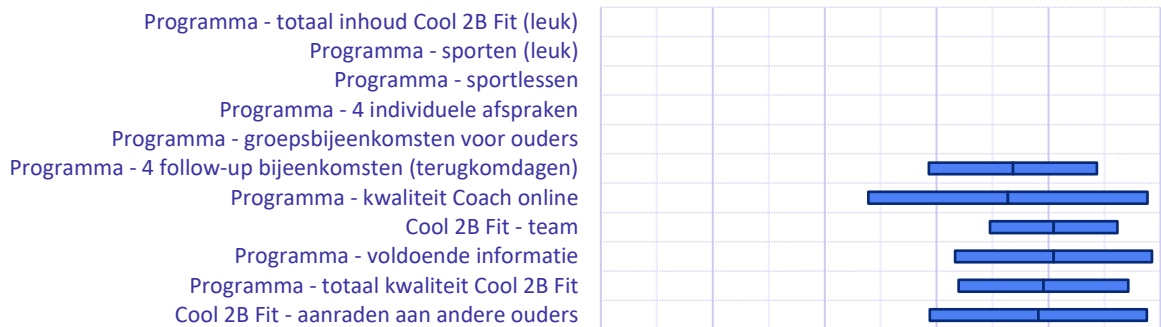 Programma - totaal inhoud Cool 2B Fit (leuk)
Programma - sporten (leuk)
Programma - sportlessen
Programma - 4 individuele afspraken
Programma - groepsbijeenkomsten voor ouders
Programma - 4 follow-up bijeenkomsten (terugkomdagen)
Programma - kwaliteit Coach online
Cool 2B Fit - team
Programma - voldoende informatie
Programma - totaal kwaliteit Cool 2B Fit
Cool 2B Fit - aanraden aan andere ouders